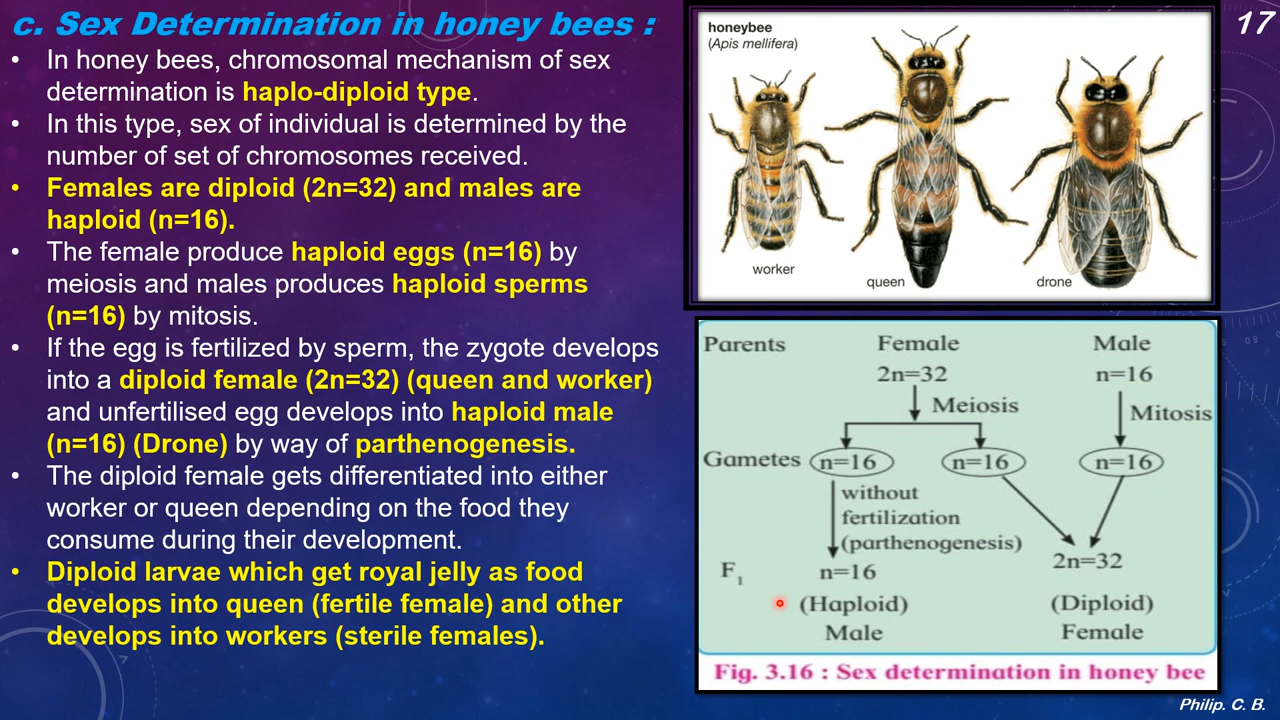 c. Sex Determination in honey bees :
17
• In honey bees, chromosomal mechanism of sex
determination is haplo-diploid type.
• In this type, sex of individual is determined by the
number of set of chromosomes received.
• Females are diploid (2n=32) and males are
haploid (n=16).
• The female produce haploid eggs (n=16) by
meiosis and males produces haploid sperms
(n=16) by mitosis.
• If the egg is fertilized by sperm, the zygote develops
into a diploid female (2n=32) (queen and worker)
and unfertilised egg develops into haploid male
(n=16) (Drone) by way of parthenogenesis.
• The diploid female gets differentiated into either
worker or queen depending on the food they
consume during their development.
• Diploid larvae which get royal jelly as food
develops into queen (fertile female) and other
develops into workers (sterile females).
honeybee
(Apis mellifera)
worker
queen
drone
Parents Female Male
2n=32 n=16
Meiosis Mitosis
Gametes n=16 n=16 n=16
without
fertilization
(parthenogenesis)
2n=32
F1 n=16
(Haploid) (Diploid)
Male Female
Fig. 3.16 : Sex determination in honey bee
Philip. C. B.